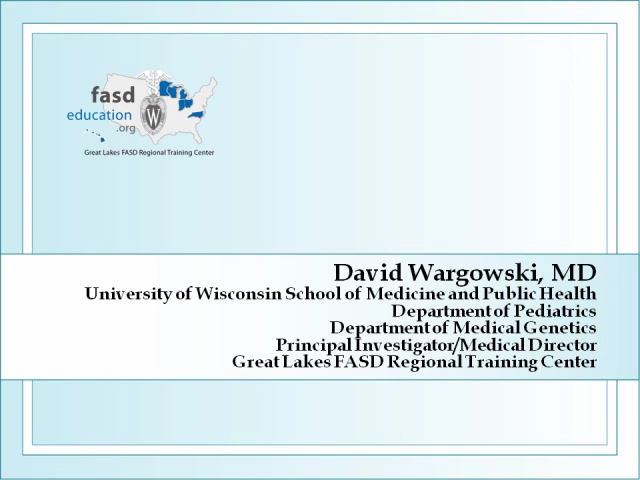 fasd
education
.org
W
Great Lakes FASD Regional Training Center
David Wargowski, MD
University of Wisconsin School of Medicine and Public Health
Department of Pediatrics
Department of Medical Genetics
Principal Investigator/Medical Director
Great Lakes FASD Regional Training Center